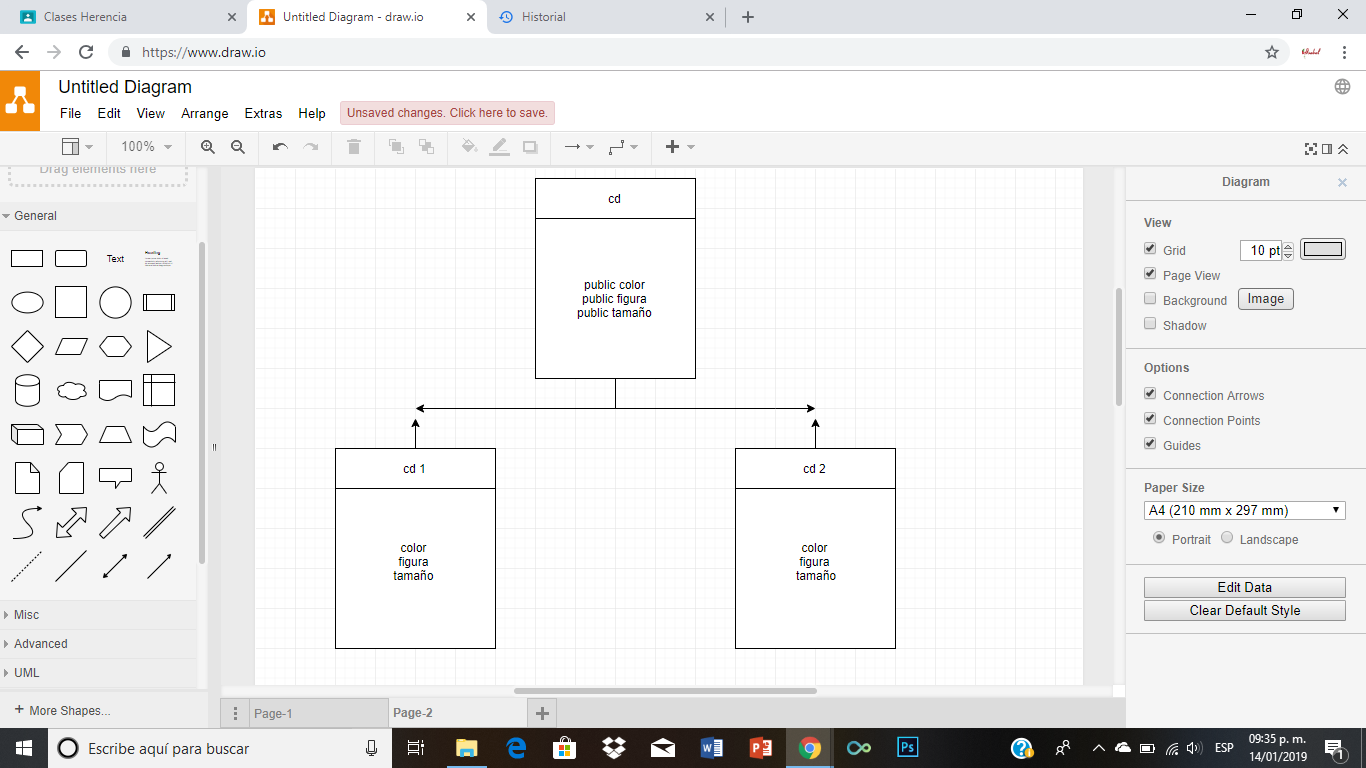 Clases Herencia
Untitled Diagram - draw.io
Historial
https://www.draw.io
Untitled Diagram
File Edit View Arrange Extras Help Unsaved changes. Click here to save.
100%
Drag elements here
General
Text
Heading
Misc
Advanced
UML
+ More Shapes...
cd
public color
public figura
public tamaño
cd 1
color
figura
tamaño
cd 2
color
figura
tamaño
Page-1
Page-2
Diagram
View
Grid 10 pt
Page View
Background Image
Shadow
Options
Connection Arrows
Connection Points
Guides
Paper Size
A4 (210 mm x 297 mm)
Portrait Landscape
Edit Data
Clear Default Style
Escribe aquí para buscar
ESP
09:35 p. m.
14/01/2019
1